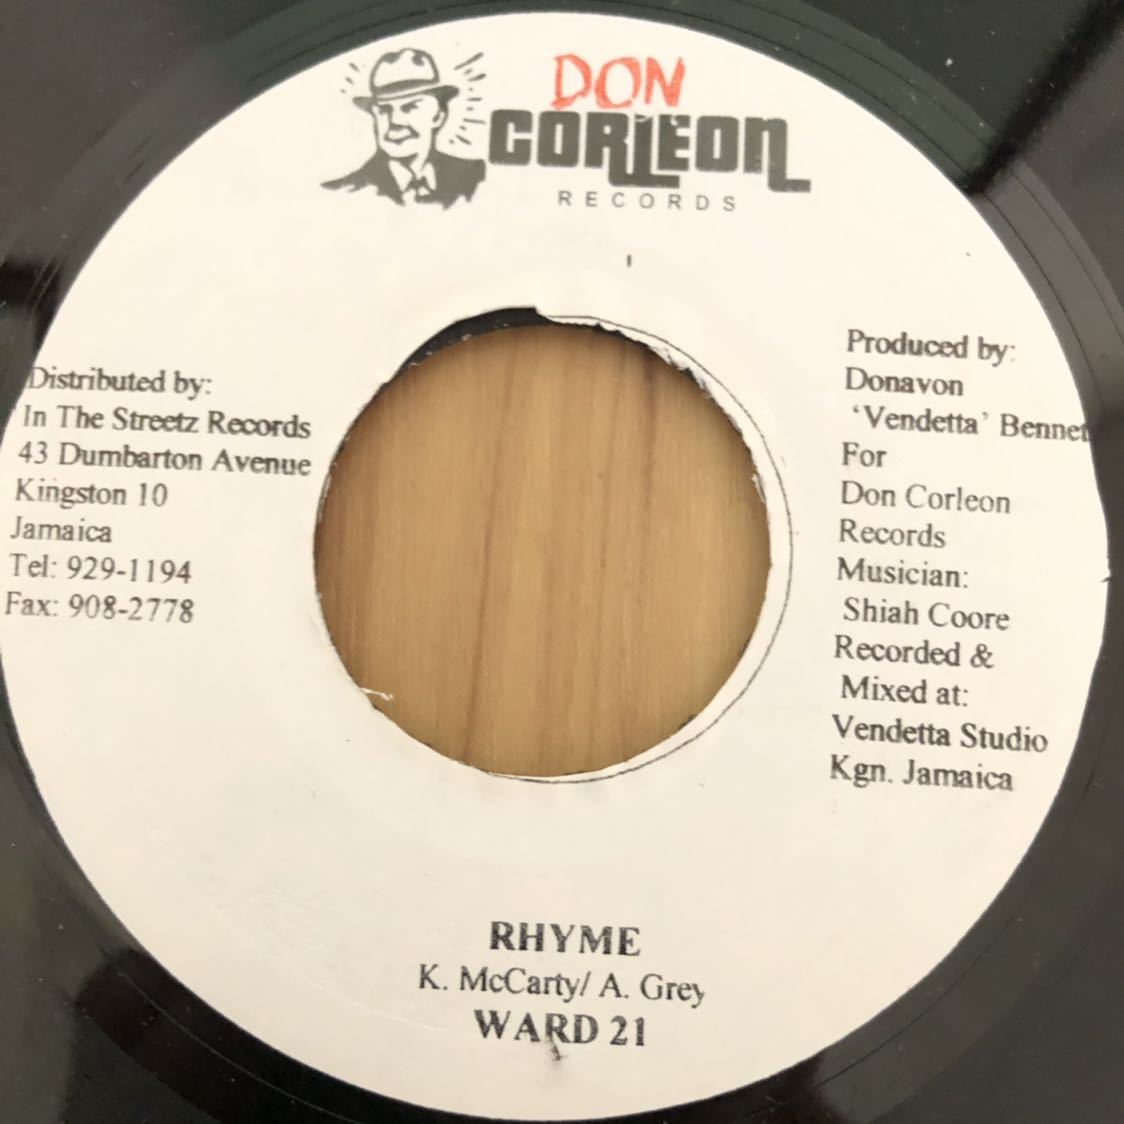 DON
CORLEON
RECORDS
Distributed by:
In The Streetz Records
43 Dumbarton Avenue
Kingston 10
Jamaica
Tel: 929-1194
Fax: 908-2778
Produced by:
Donavon
'Vendetta' Bennet
For
Don Corleon
Records
Musician:
Shiah Coore
Recorded &
Mixed at:
Vendetta Studio
Kgn. Jamaica
RHYME
K. McCarty/ A. Grey
WARD 21